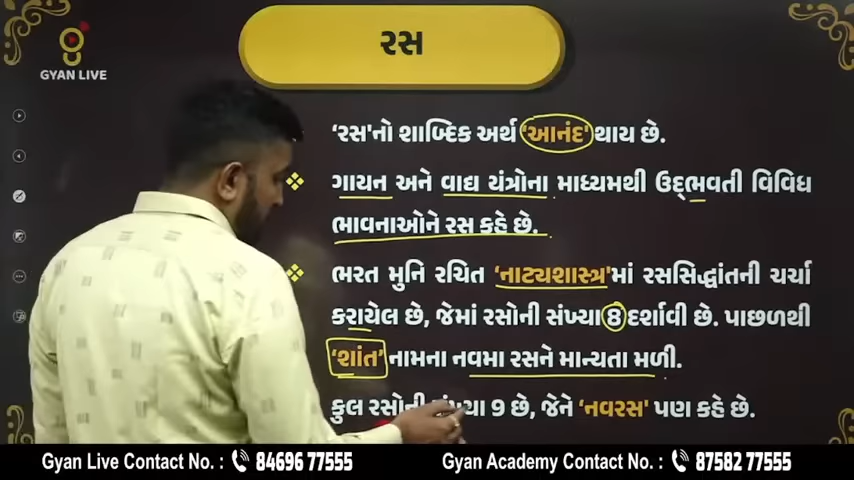 રસ
GYAN LIVE
'રસ'નો શાબ્દિક અર્થ 'આનંદ' થાય છે.
ગાયન અને વાદ્ય યંત્રોના માધ્યમથી ઉદ્ભવતી વિવિધ
ભાવનાઓને રસ કહે છે.
ભરત મુનિ રચિત 'નાટ્યશાસ્ત્ર'માં રસસિદ્ધાંતની ચર્ચા
કરાયેલ છે, જેમાં રસોની સંખ્યા 8 દર્શાવી છે. પાછળથી
'શાંત' નામના નવમા રસને માન્યતા મળી.
કુલ રસોની 9 છે, જેને 'નવરસ' પણ કહે છે.
Gyan Live Contact No. : 84696 77555
Gyan Academy Contact No. : 87582 77555